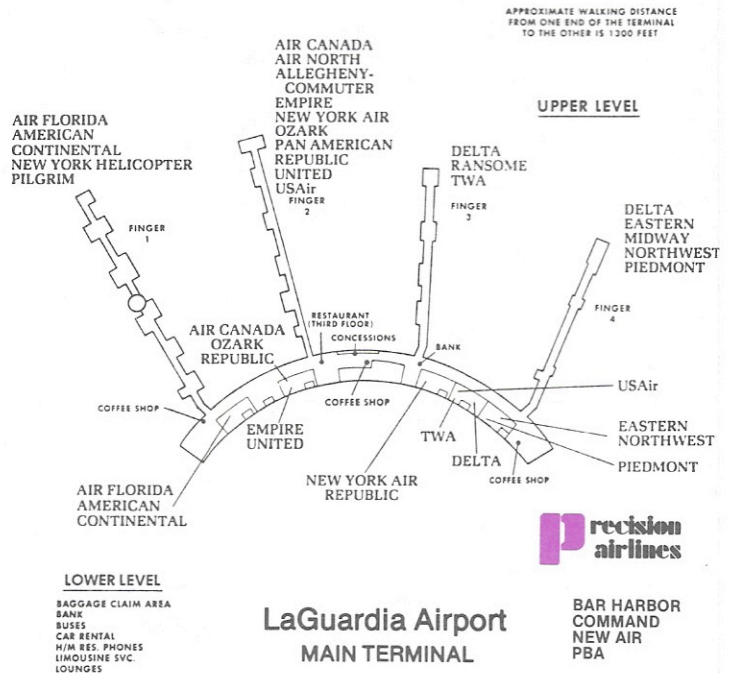 APPROXIMATE WALKING DISTANCE
FROM ONE END OF THE TERMINAL
TO THE OTHER IS 1300 FEET
UPPER LEVEL
AIR FLORIDA
AMERICAN
CONTINENTAL
NEW YORK HELICOPTER
PILGRIM
FINGER
1
AIR CANADA
AIR NORTH
ALLEGHENY-
COMMUTER
EMPIRE
NEW YORK AIR
OZARK
PAN AMERICAN
REPUBLIC
UNITED
USAir
FINGER
2
DELTA
RANSOME
TWA
FINGER
3
DELTA
EASTERN
MIDWAY
NORTHWEST
PIEDMONT
FINGER
4
RESTAURANT
(THIRD FLOOR)
CONCESSIONS
BANK
AIR CANADA
OZARK
REPUBLIC
COFFEE SHOP
COFFEE SHOP
USAir
EMPIRE
UNITED
TWA
EASTERN
NORTHWEST
DELTA
PIEDMONT
COFFEE SHOP
NEW YORK AIR
REPUBLIC
AIR FLORIDA
AMERICAN
CONTINENTAL
Precision
airlines
LOWER LEVEL
BAGGAGE CLAIM AREA
BANK
BUSES
CAR RENTAL
H/M RES. PHONES
LIMOUSINE SVC.
LOUNGES
LaGuardia Airport
MAIN TERMINAL
BAR HARBOR
COMMAND
NEW AIR
PBA